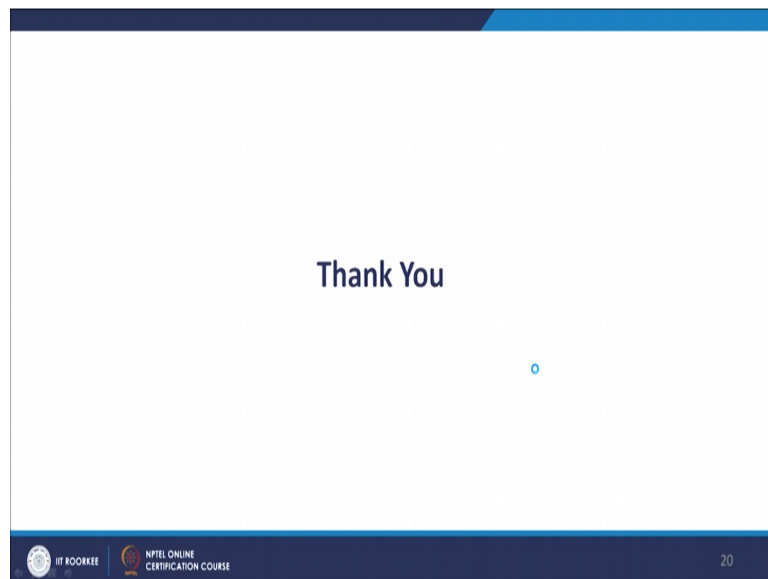 Thank You
IIT ROORKEE
NPTEL ONLINE
CERTIFICATION COURSE
20